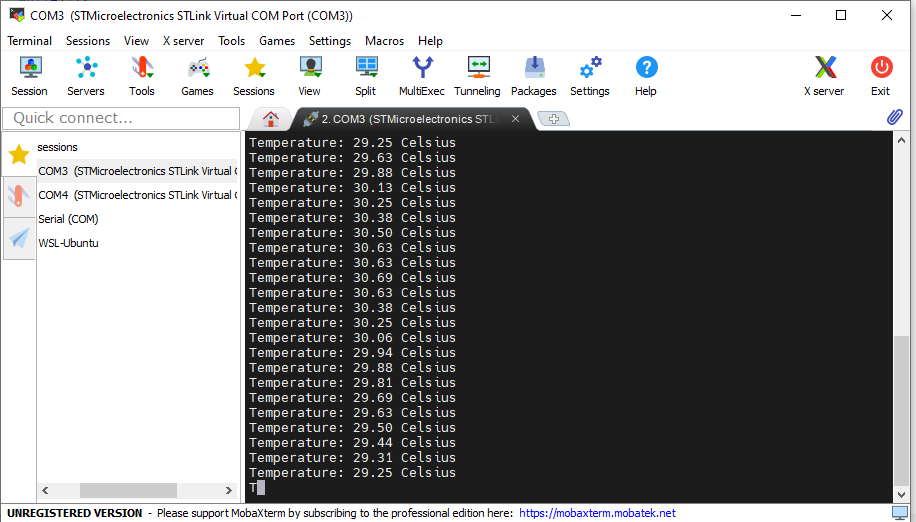 COM3  (STMicroelectronics STLink Virtual COM Port (COM3))
Terminal Sessions View X server Tools Games Settings Macros Help
Session Servers Tools Games Sessions View Split MultiExec Tunneling Packages Settings Help X server Exit
Quick connect...
2. COM3 (STMicroelectronics STL
sessions
COM3  (STMicroelectronics STLink Virtual C
COM4  (STMicroelectronics STLink Virtual C
Serial (COM)
WSL-Ubuntu
Temperature: 29.25 Celsius
Temperature: 29.63 Celsius
Temperature: 29.88 Celsius
Temperature: 30.13 Celsius
Temperature: 30.25 Celsius
Temperature: 30.38 Celsius
Temperature: 30.50 Celsius
Temperature: 30.63 Celsius
Temperature: 30.63 Celsius
Temperature: 30.69 Celsius
Temperature: 30.63 Celsius
Temperature: 30.38 Celsius
Temperature: 30.25 Celsius
Temperature: 30.06 Celsius
Temperature: 29.94 Celsius
Temperature: 29.88 Celsius
Temperature: 29.81 Celsius
Temperature: 29.69 Celsius
Temperature: 29.63 Celsius
Temperature: 29.50 Celsius
Temperature: 29.44 Celsius
Temperature: 29.31 Celsius
Temperature: 29.25 Celsius
T
UNREGISTERED VERSION - Please support MobaXterm by subscribing to the professional edition here: https://mobaxterm.mobatek.net